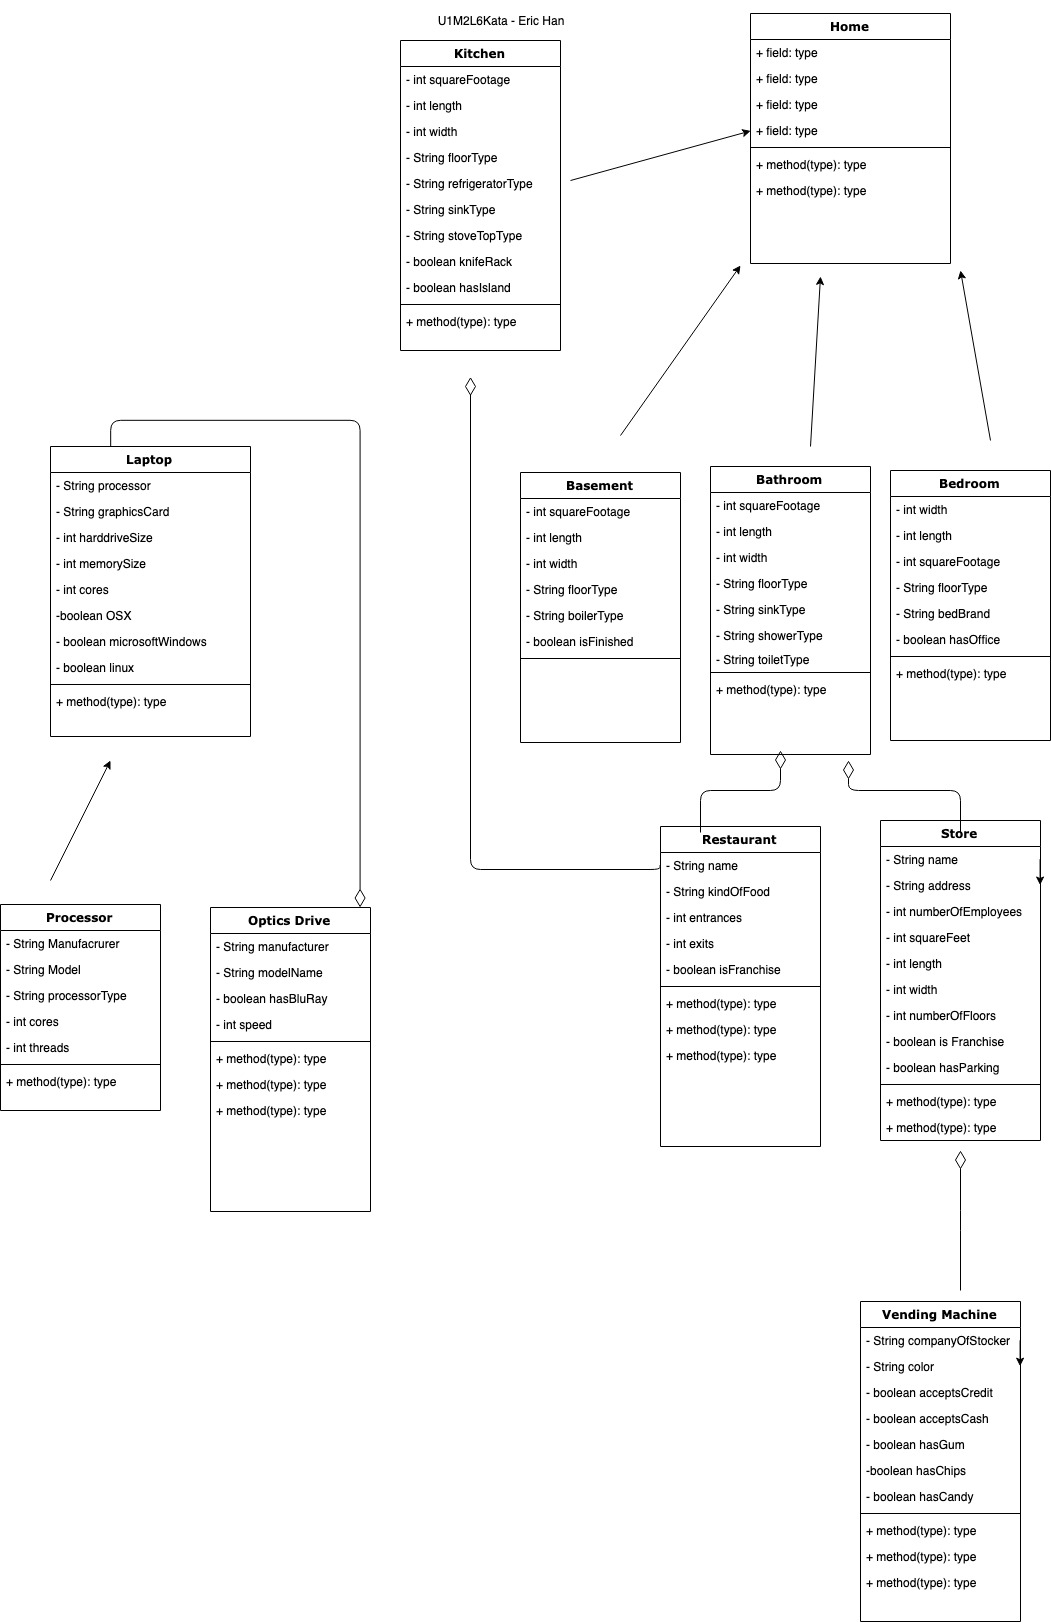 U1M2L6Kata - Eric Han
Kitchen
- int squareFootage
- int length
- int width
- String floorType
- String refrigeratorType
- String sinkType
- String stoveTopType
- boolean knifeRack
- boolean hasIsland
+ method(type): type
Home
+ field: type
+ field: type
+ field: type
+ field: type
+ method(type): type
+ method(type): type
Laptop
- String processor
- String graphicsCard
- int harddriveSize
- int memorySize
- int cores
-boolean OSX
- boolean microsoftWindows
- boolean linux
+ method(type): type
Basement
- int squareFootage
- int length
- int width
- String floorType
- String boilerType
- boolean isFinished
Bathroom
- int squareFootage
- int length
- int width
- String floorType
- String sinkType
- String showerType
- String toiletType
+ method(type): type
Bedroom
- int width
- int length
- int squareFootage
- String floorType
- String bedBrand
- boolean hasOffice
+ method(type): type
Processor
- String Manufacrurer
- String Model
- String processorType
- int cores
- int threads
+ method(type): type
Optics Drive
- String manufacturer
- String modelName
- boolean hasBluRay
- int speed
+ method(type): type
+ method(type): type
+ method(type): type
Restaurant
- String name
- String kindOfFood
- int entrances
- int exits
- boolean isFranchise
+ method(type): type
+ method(type): type
+ method(type): type
Store
- String name
- String address
- int numberOfEmployees
- int squareFeet
- int length
- int width
- int numberOfFloors
- boolean is Franchise
- boolean hasParking
+ method(type): type
+ method(type): type
Vending Machine
- String companyOfStocker
- String color
- boolean acceptsCredit
- boolean acceptsCash
- boolean hasGum
-boolean hasChips
- boolean hasCandy
+ method(type): type
+ method(type): type
+ method(type): type